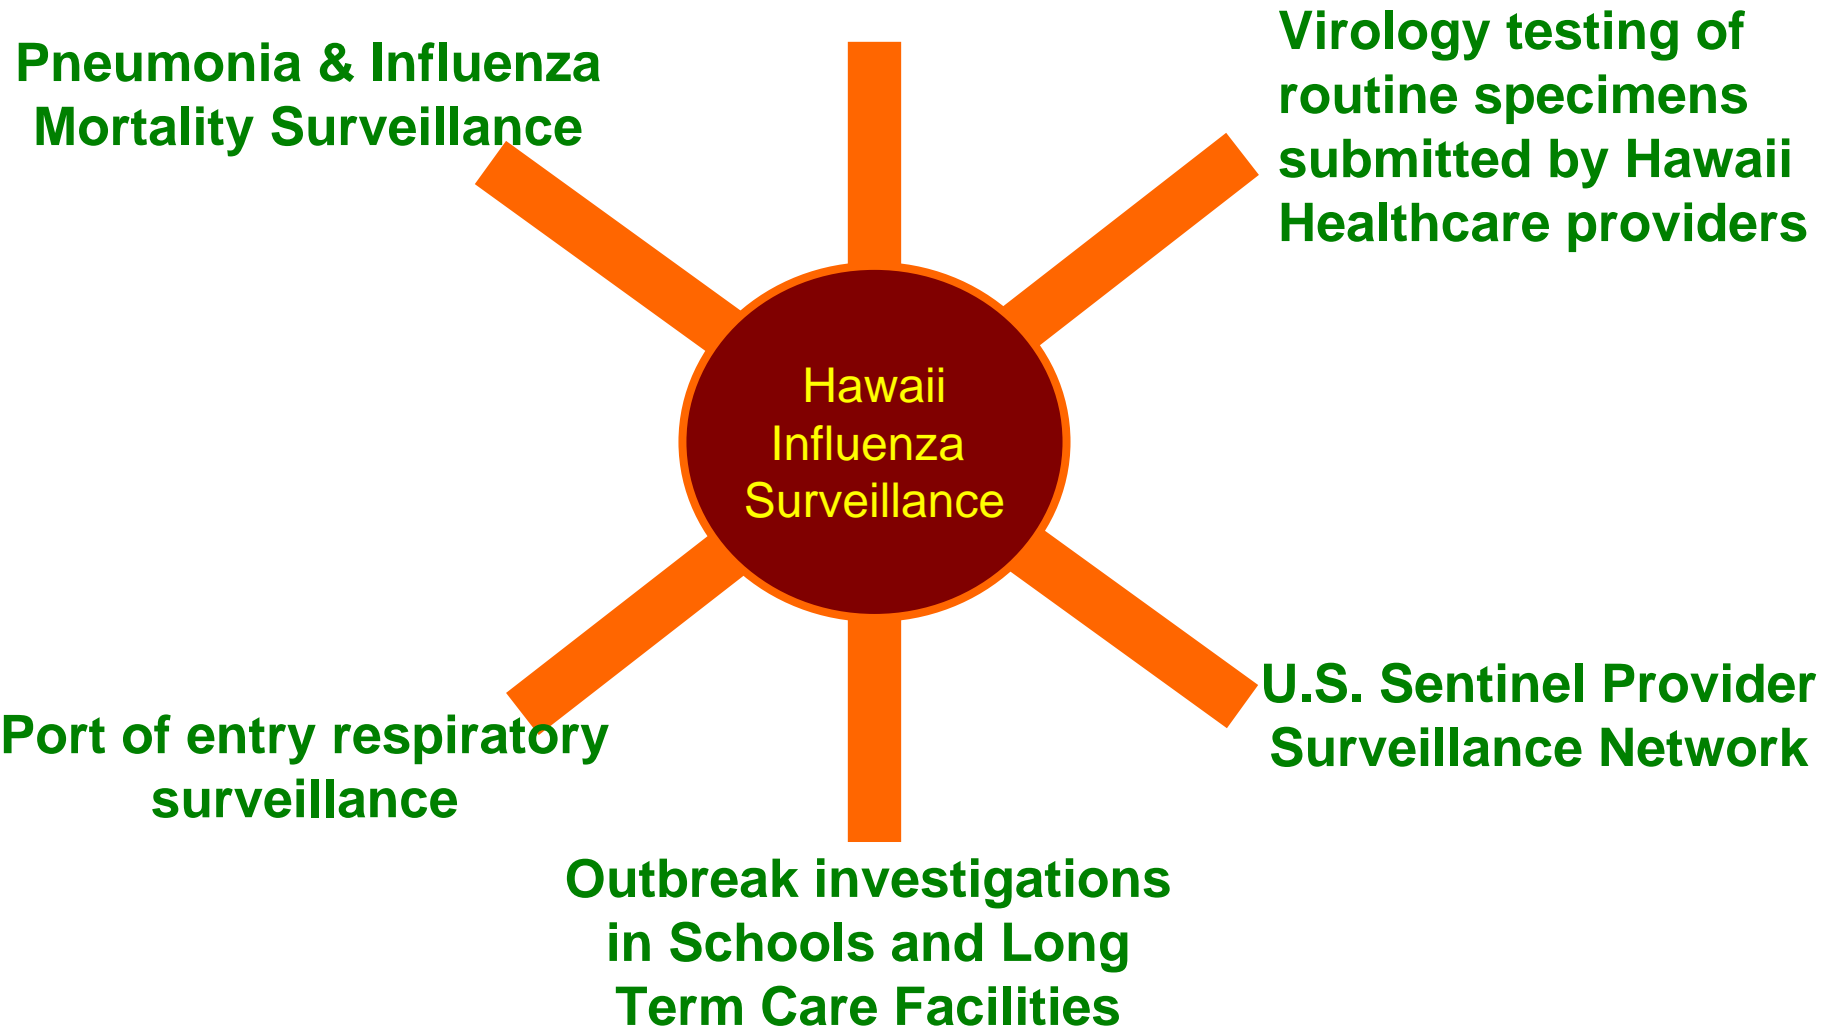 Pneumonia & Influenza
Mortality Surveillance
Virology testing of
routine specimens
submitted by Hawaii
Healthcare providers
Hawaii
Influenza
Surveillance
Port of entry respiratory
surveillance
U.S. Sentinel Provider
Surveillance Network
Outbreak investigations
in Schools and Long
Term Care Facilities